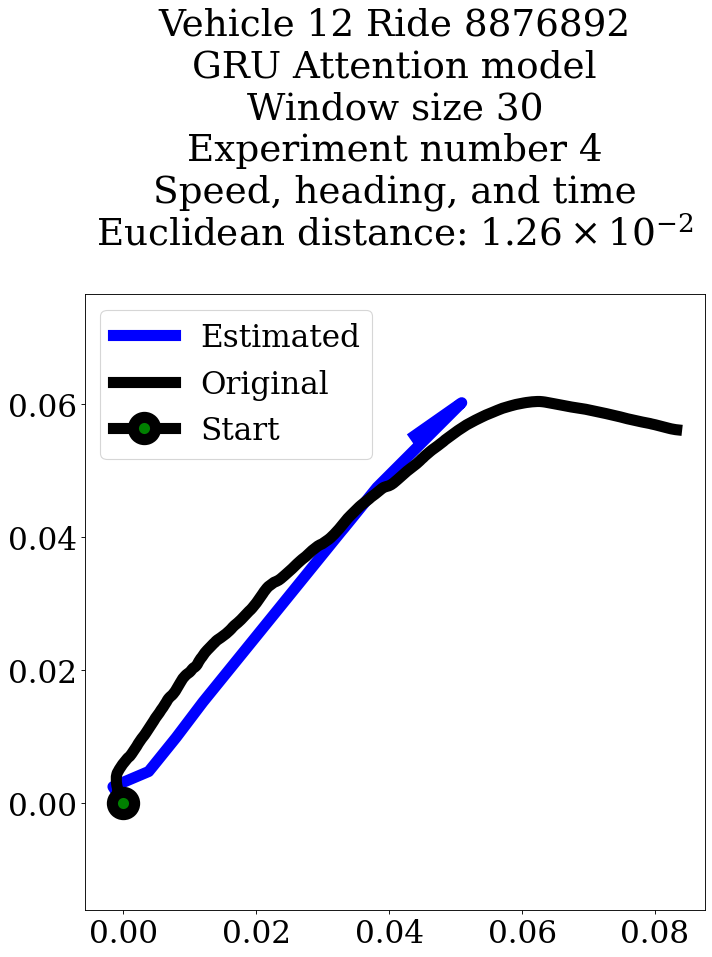 Vehicle 12 Ride 8876892
GRU Attention model
Window size 30
Experiment number 4
Speed, heading, and time
Euclidean distance: 1.26 × 10⁻²
Estimated
Original
Start
0.06
0.04
0.02
0.00
0.00 0.02 0.04 0.06 0.08